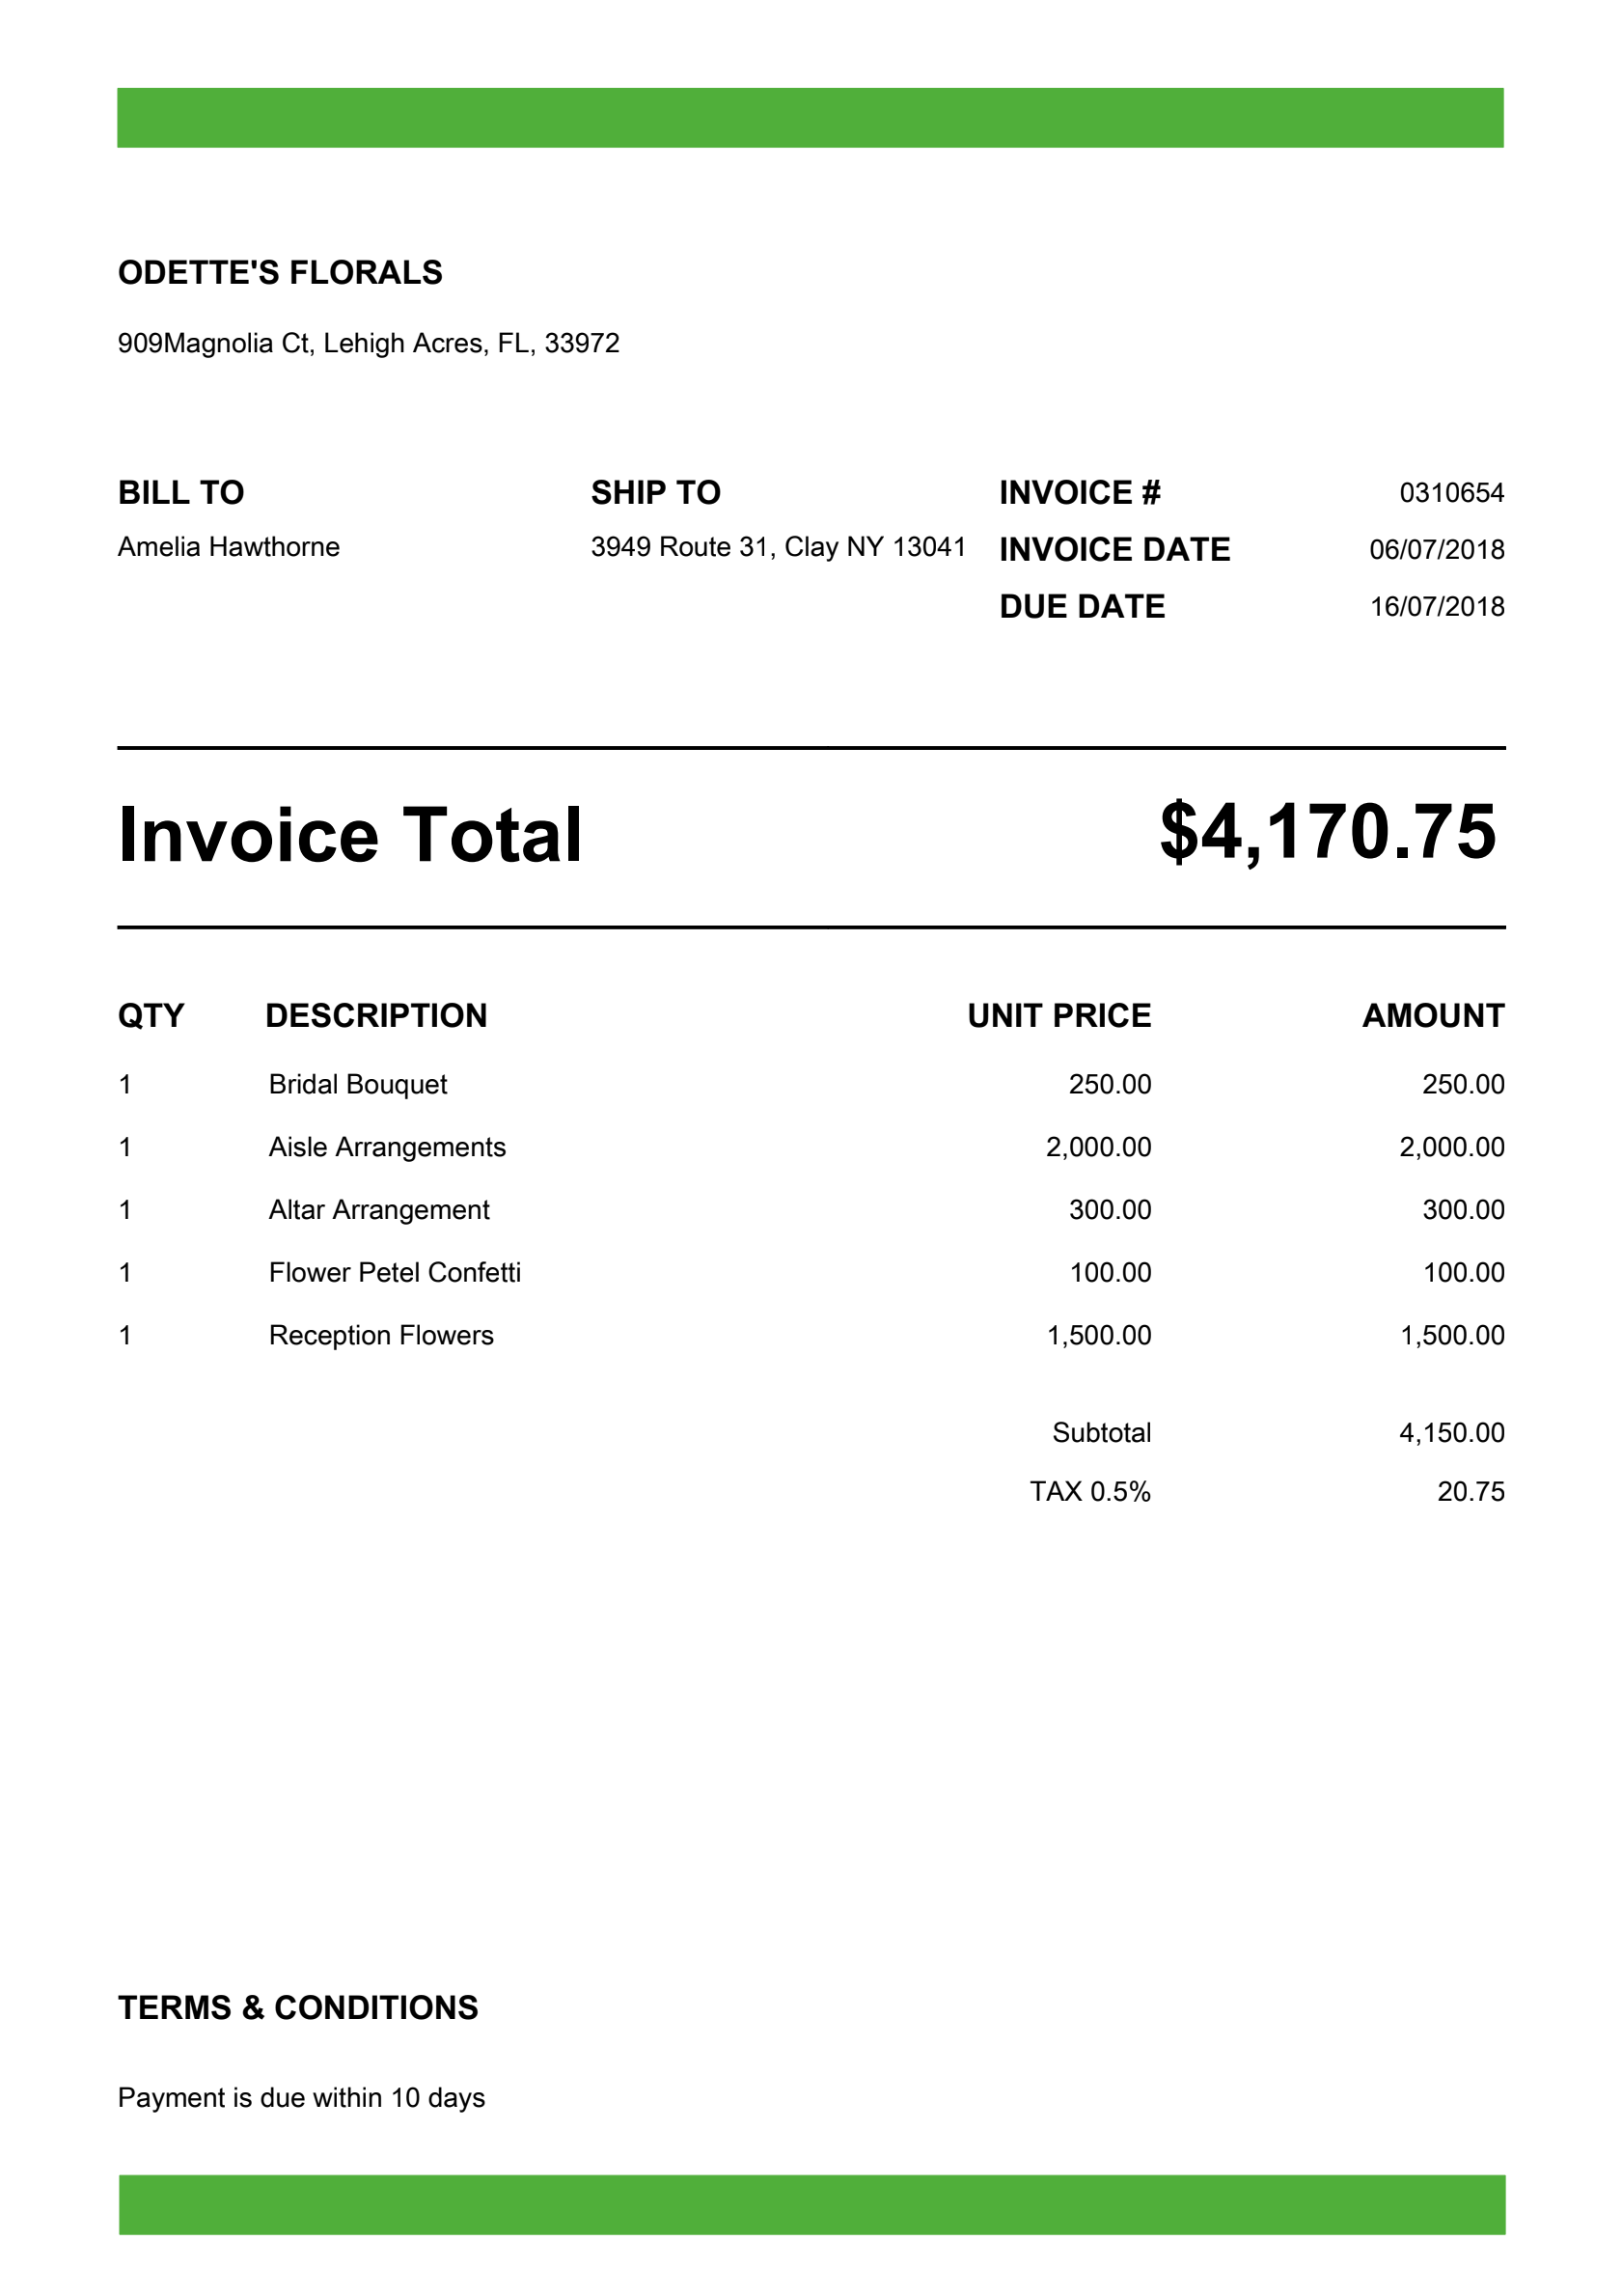 ODETTE'S FLORALS
909Magnolia Ct, Lehigh Acres, FL, 33972
BILL TO
Amelia Hawthorne
SHIP TO
3949 Route 31, Clay NY 13041
INVOICE # 0310654
INVOICE DATE 06/07/2018
DUE DATE 16/07/2018
Invoice Total $4,170.75
QTY DESCRIPTION UNIT PRICE AMOUNT
1 Bridal Bouquet 250.00 250.00
1 Aisle Arrangements 2,000.00 2,000.00
1 Altar Arrangement 300.00 300.00
1 Flower Petel Confetti 100.00 100.00
1 Reception Flowers 1,500.00 1,500.00
Subtotal 4,150.00
TAX 0.5% 20.75
TERMS & CONDITIONS
Payment is due within 10 days